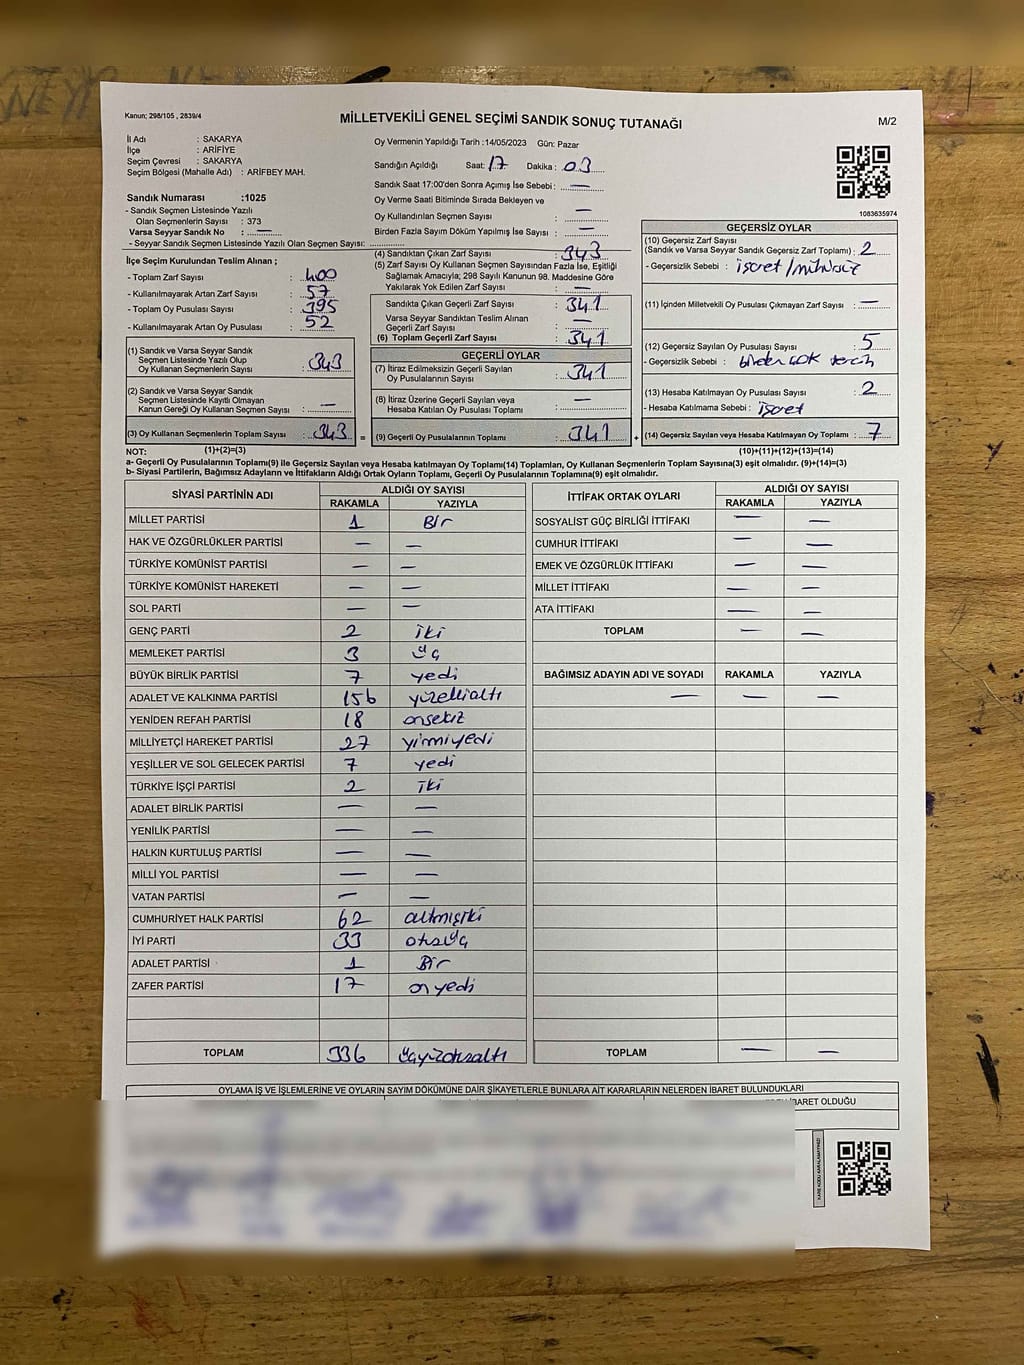 Kanun; 298/105 , 2839/4
MİLLETVEKİLİ GENEL SEÇİMİ SANDIK SONUÇ TUTANAĞI
M/2
İl Adı : SAKARYA
İlçe : ARİFİYE
Seçim Çevresi : SAKARYA
Seçim Bölgesi (Mahalle Adı) : ARİFBEY MAH.
Sandık Numarası :1025
- Sandık Seçmen Listesinde Yazılı
Olan Seçmenlerin Sayısı : 373
Varsa Seyyar Sandık No : —
- Seyyar Sandık Seçmen Listesinde Yazılı Olan Seçmen Sayısı: ..............
Oy Vermenin Yapıldığı Tarih :14/05/2023 Gün: Pazar
Sandığın Açıldığı Saat: 17 Dakika : 03
Sandık Saat 17:00'den Sonra Açımış İse Sebebi : —
Oy Verme Saati Bitiminde Sırada Bekleyen ve
Oy Kullandırılan Seçmen Sayısı : —
Birden Fazla Sayım Döküm Yapılmış İse Sayısı : —
1083635974
İlçe Seçim Kurulundan Teslim Alınan ;
- Toplam Zarf Sayısı : 400
- Kullanılmayarak Artan Zarf Sayısı : 57
- Toplam Oy Pusulası Sayısı : 395
- Kullanılmayarak Artan Oy Pusulası : 52
(1) Sandık ve Varsa Seyyar Sandık
Seçmen Listesinde Yazılı Olup
Oy Kullanan Seçmenlerin Sayısı : 343
(2) Sandık ve Varsa Seyyar Sandık
Seçmen Listesinde Kayıtlı Olmayan
Kanun Gereği Oy Kullanan Seçmen Sayısı : —
(3) Oy Kullanan Seçmenlerin Toplam Sayısı : 343 =
(4) Sandıktan Çıkan Zarf Sayısı : 343
(5) Zarf Sayısı Oy Kullanan Seçmen Sayısından Fazla İse, Eşitliği
Sağlamak Amacıyla; 298 Sayılı Kanunun 98. Maddesine Göre
Yakılarak Yok Edilen Zarf Sayısı : —
Sandıkta Çıkan Geçerli Zarf Sayısı : 341
Varsa Seyyar Sandıktan Teslim Alınan
Geçerli Zarf Sayısı : —
(6) Toplam Geçerli Zarf Sayısı : 341
GEÇERLİ OYLAR
(7) İtiraz Edilmeksizin Geçerli Sayılan
Oy Pusulalarının Sayısı : 341
(8) İtiraz Üzerine Geçerli Sayılan veya
Hesaba Katılan Oy Pusulası Toplamı : —
(9) Geçerli Oy Pusulalarının Toplamı : 341 +
GEÇERSİZ OYLAR
(10) Geçersiz Zarf Sayısı
(Sandık ve Varsa Seyyar Sandık Geçersiz Zarf Toplamı) : 2
- Geçersizlik Sebebi : işaret/mühürsüz
(11) İçinden Milletvekili Oy Pusulası Çıkmayan Zarf Sayısı : —
(12) Geçersiz Sayılan Oy Pusulası Sayısı : 5
- Geçersizlik Sebebi : birden çok tercih
(13) Hesaba Katılmayan Oy Pusulası Sayısı : 2
- Hesaba Katılmama Sebebi : işaret
(14) Geçersiz Sayılan veya Hesaba Katılmayan Oy Toplamı : 7
NOT: (1)+(2)=(3) (10)+(11)+(12)+(13)=(14)
a- Geçerli Oy Pusulalarının Toplamı(9) ile Geçersiz Sayılan veya Hesaba katılmayan Oy Toplamı(14) Toplamları, Oy Kullanan Seçmenlerin Toplam Sayısına(3) eşit olmalıdır. (9)+(14)=(3)
b- Siyasi Partilerin, Bağımsız Adayların ve İttifakların Aldığı Ortak Oyların Toplamı, Geçerli Oy Pusulalarının Toplamına(9) eşit olmalıdır.
SİYASİ PARTİNİN ADI ALDIĞI OY SAYISI
RAKAMLA YAZIYLA
MİLLET PARTİSİ 1 Bir
HAK VE ÖZGÜRLÜKLER PARTİSİ — —
TÜRKİYE KOMÜNİST PARTİSİ — —
TÜRKİYE KOMÜNİST HAREKETİ — —
SOL PARTİ — —
GENÇ PARTİ 2 iki
MEMLEKET PARTİSİ 3 üç
BÜYÜK BİRLİK PARTİSİ 7 yedi
ADALET VE KALKINMA PARTİSİ 156 yüzelliltı
YENİDEN REFAH PARTİSİ 18 onsekiz
MİLLİYETÇİ HAREKET PARTİSİ 27 yirmiyedi
YEŞİLLER VE SOL GELECEK PARTİSİ 7 yedi
TÜRKİYE İŞÇİ PARTİSİ 2 iki
ADALET BİRLİK PARTİSİ — —
YENİLİK PARTİSİ — —
HALKIN KURTULUŞ PARTİSİ — —
MİLLİ YOL PARTİSİ — —
VATAN PARTİSİ — —
CUMHURİYET HALK PARTİSİ 62 altmışiki
İYİ PARTİ 33 otuzüç
ADALET PARTİSİ 1 Bir
ZAFER PARTİSİ 17 onyedi
TOPLAM 336 üçyüzotuzaltı
İTTİFAK ORTAK OYLARI ALDIĞI OY SAYISI
RAKAMLA YAZIYLA
SOSYALİST GÜÇ BİRLİĞİ İTTİFAKI — —
CUMHUR İTTİFAKI — —
EMEK VE ÖZGÜRLÜK İTTİFAKI — —
MİLLET İTTİFAKI — —
ATA İTTİFAKI — —
TOPLAM — —
BAĞIMSIZ ADAYIN ADI VE SOYADI RAKAMLA YAZIYLA
— — —
TOPLAM — —
OYLAMA İŞ VE İŞLEMLERİNE VE OYLARIN SAYIM DÖKÜMÜNE DAİR ŞİKAYETLERLE BUNLARA AİT KARARLARIN NELERDEN İBARET BULUNDUKLARI
İBARET OLDUĞU
KARE KODU KARALAMAYINIZ!